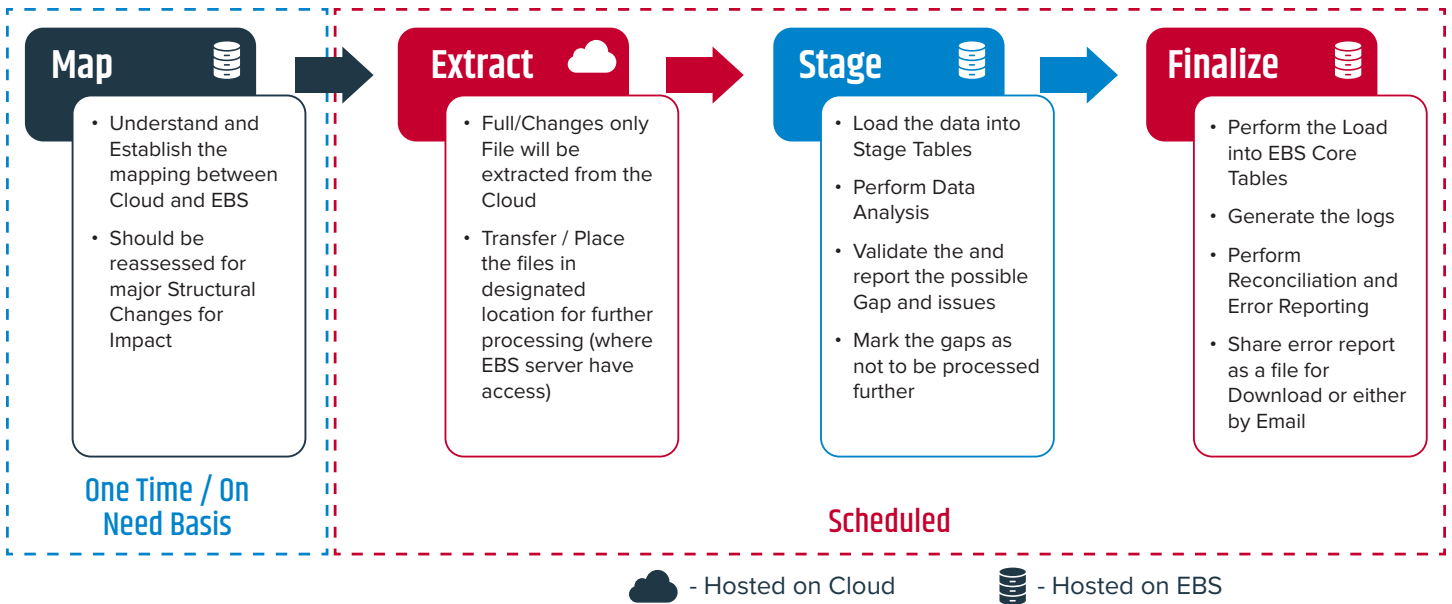 Map
• Understand and
Establish the
mapping between
Cloud and EBS
• Should be
reassessed for
major Structural
Changes for
Impact
One Time / On
Need Basis
Extract
• Full/Changes only
File will be
extracted from the
Cloud
• Transfer / Place
the files in
designated
location for further
processing (where
EBS server have
access)
Stage
• Load the data into
Stage Tables
• Perform Data
Analysis
• Validate the and
report the possible
Gap and issues
• Mark the gaps as
not to be processed
further
Finalize
• Perform the Load
into EBS Core
Tables
• Generate the logs
• Perform
Reconciliation and
Error Reporting
• Share error report
as a file for
Download or either
by Email
Scheduled
- Hosted on Cloud
- Hosted on EBS